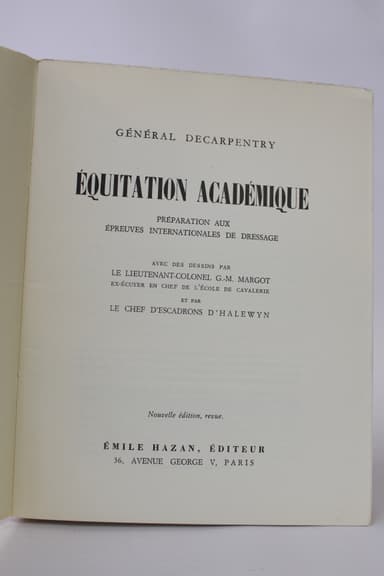 GÉNÉRAL DECARPENTRY
ÉQUITATION ACADÉMIQUE
PRÉPARATION AUX
ÉPREUVES INTERNATIONALES DE DRESSAGE
AVEC DES DESSINS PAR
LE LIEUTENANT-COLONEL G.-M. MARGOT
EX-ÉCUYER EN CHEF DE L'ÉCOLE DE CAVALERIE
ET PAR
LE CHEF D'ESCADRONS D'HALEWYN
Nouvelle édition, revue.
ÉMILE HAZAN, ÉDITEUR
36, AVENUE GEORGE V, PARIS